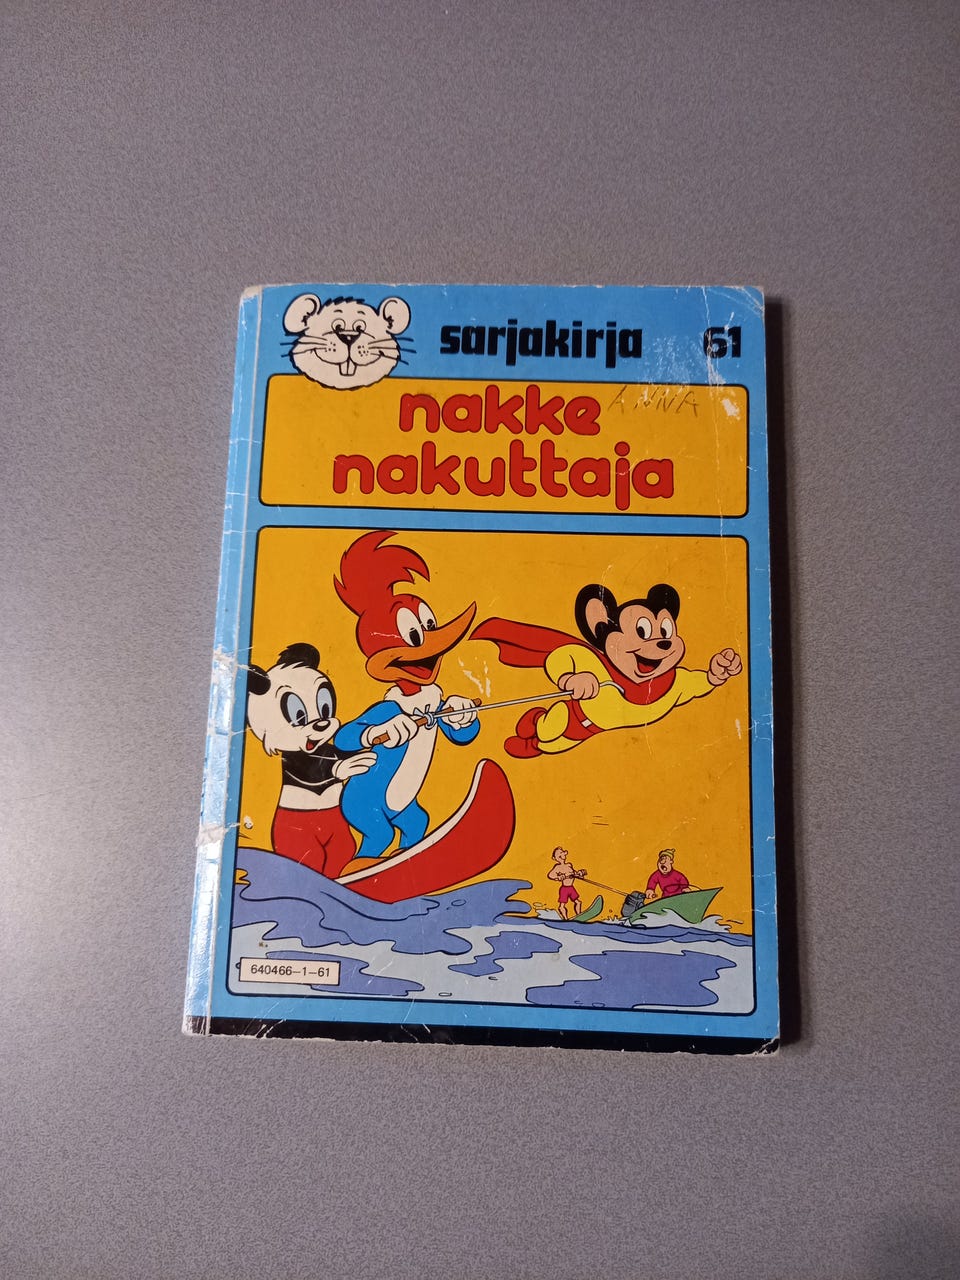 sarjakirja 61
ANNA
nakke
nakuttaja
640466-1-61